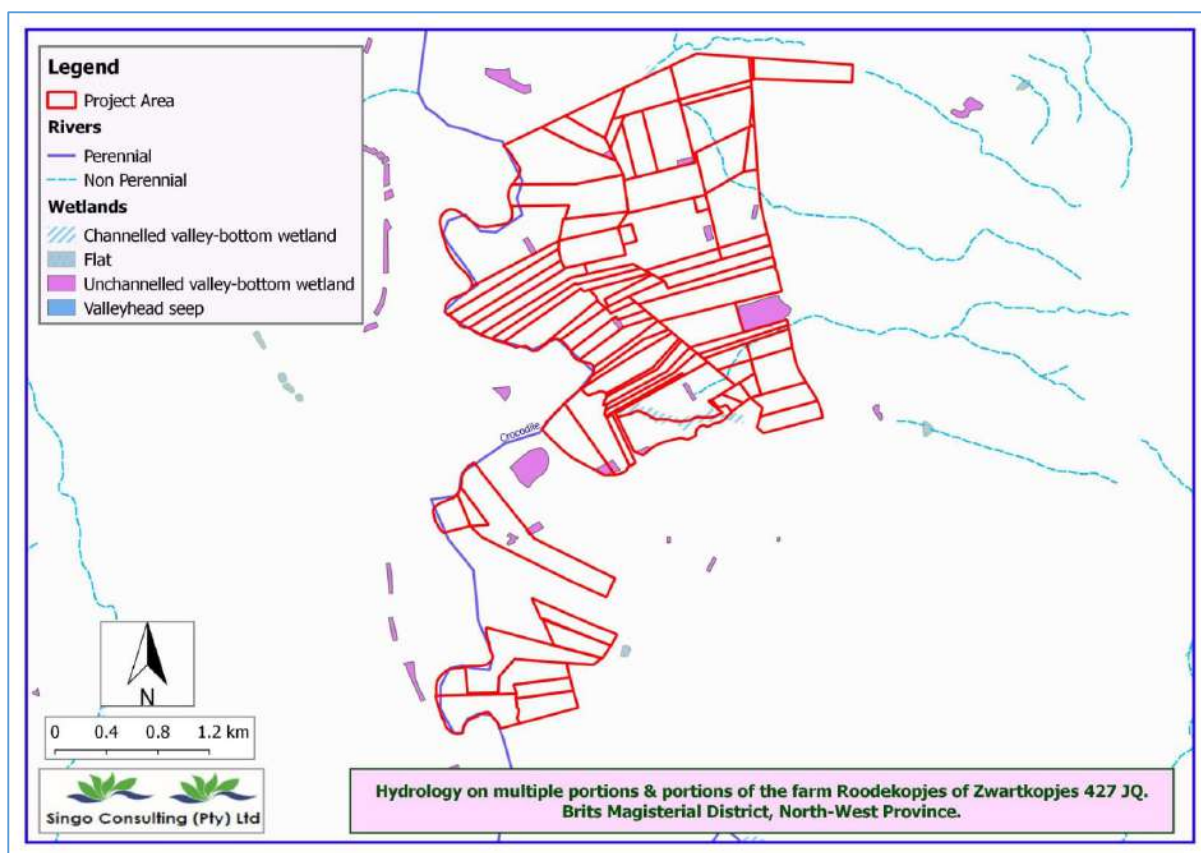 Legend
Project Area
Rivers
Perennial
Non Perennial
Wetlands
Channelled valley-bottom wetland
Flat
Unchannelled valley-bottom wetland
Valleyhead seep
Crocodile
N
0 0.4 0.8 1.2 km
Singo Consulting (Pty) Ltd
Hydrology on multiple portions & portions of the farm Roodekopjes of Zwartkopjes 427 JQ.
Brits Magisterial District, North-West Province.